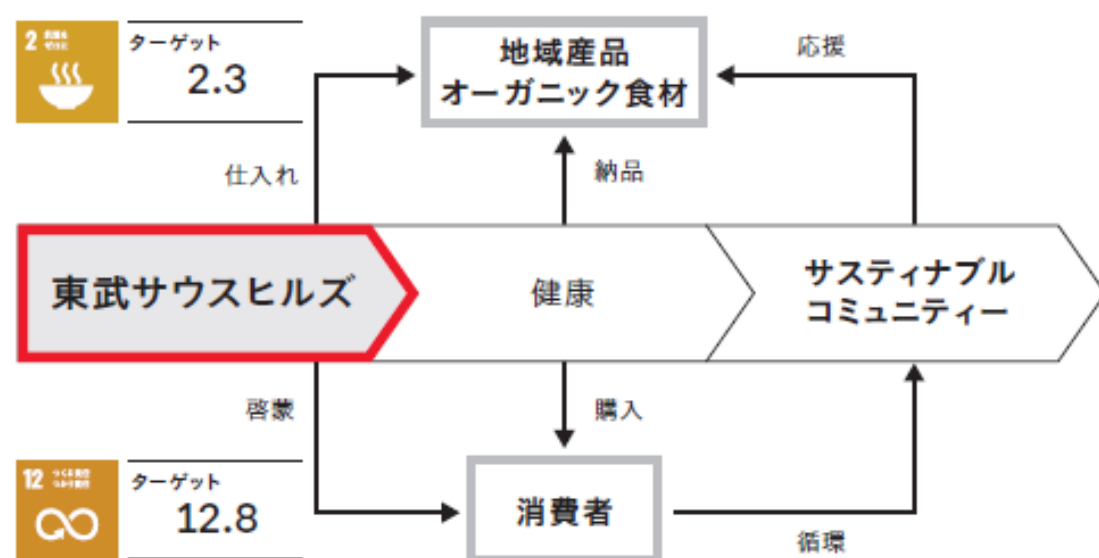 2
ターゲット
2.3
地域産品
オーガニック食材
応援
仕入れ
納品
東武サウスヒルズ
健康
サスティナブル
コミュニティー
啓蒙
購入
12
ターゲット
12.8
消費者
循環